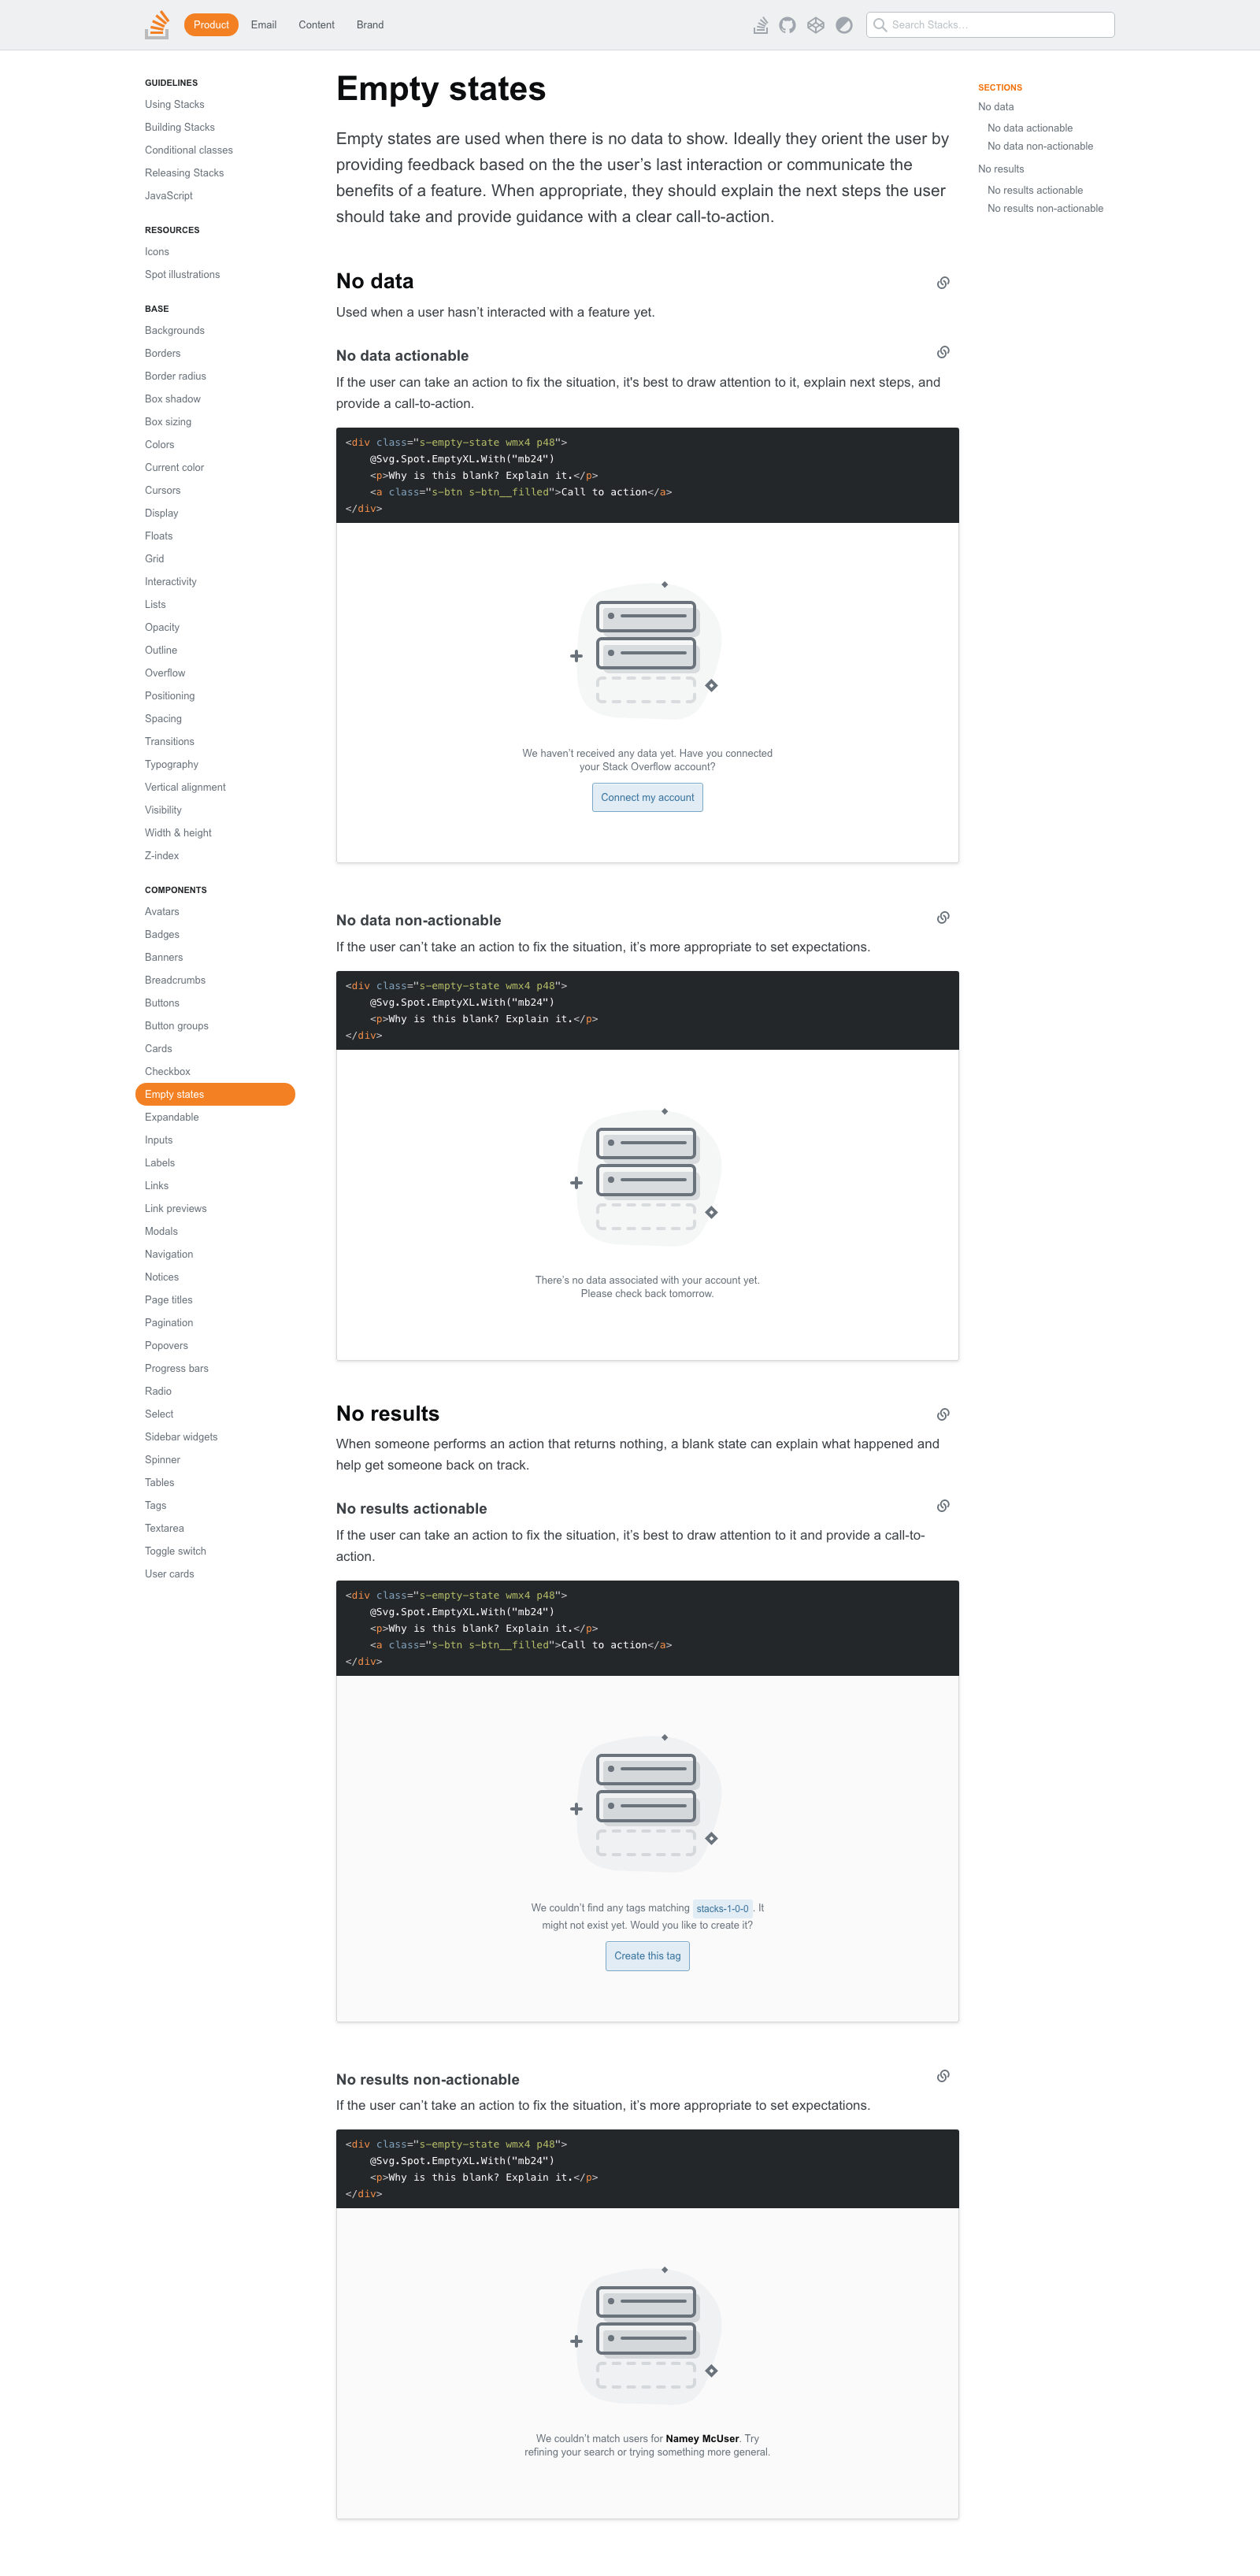 Product Email Content Brand Search Stacks...
GUIDELINES
Using Stacks
Building Stacks
Conditional classes
Releasing Stacks
JavaScript
RESOURCES
Icons
Spot illustrations
BASE
Backgrounds
Borders
Border radius
Box shadow
Box sizing
Colors
Current color
Cursors
Display
Floats
Grid
Interactivity
Lists
Opacity
Outline
Overflow
Positioning
Spacing
Transitions
Typography
Vertical alignment
Visibility
Width & height
Z-index
COMPONENTS
Avatars
Badges
Banners
Breadcrumbs
Buttons
Button groups
Cards
Checkbox
Empty states
Expandable
Inputs
Labels
Links
Link previews
Modals
Navigation
Notices
Page titles
Pagination
Popovers
Progress bars
Radio
Select
Sidebar widgets
Spinner
Tables
Tags
Textarea
Toggle switch
User cards
Empty states
Empty states are used when there is no data to show. Ideally they orient the user by
providing feedback based on the the user’s last interaction or communicate the
benefits of a feature. When appropriate, they should explain the next steps the user
should take and provide guidance with a clear call-to-action.
No data
Used when a user hasn’t interacted with a feature yet.
No data actionable
If the user can take an action to fix the situation, it's best to draw attention to it, explain next steps, and
provide a call-to-action.
<div class="s-empty-state wmx4 p48">
@Svg.Spot.EmptyXL.With("mb24")
<p>Why is this blank? Explain it.</p>
<a class="s-btn s-btn__filled">Call to action</a>
</div>
We haven’t received any data yet. Have you connected
your Stack Overflow account?
Connect my account
No data non-actionable
If the user can’t take an action to fix the situation, it’s more appropriate to set expectations.
<div class="s-empty-state wmx4 p48">
@Svg.Spot.EmptyXL.With("mb24")
<p>Why is this blank? Explain it.</p>
</div>
There’s no data associated with your account yet.
Please check back tomorrow.
No results
When someone performs an action that returns nothing, a blank state can explain what happened and
help get someone back on track.
No results actionable
If the user can take an action to fix the situation, it’s best to draw attention to it and provide a call-to-
action.
<div class="s-empty-state wmx4 p48">
@Svg.Spot.EmptyXL.With("mb24")
<p>Why is this blank? Explain it.</p>
<a class="s-btn s-btn__filled">Call to action</a>
</div>
We couldn’t find any tags matching stacks-1-0-0 . It
might not exist yet. Would you like to create it?
Create this tag
No results non-actionable
If the user can’t take an action to fix the situation, it’s more appropriate to set expectations.
<div class="s-empty-state wmx4 p48">
@Svg.Spot.EmptyXL.With("mb24")
<p>Why is this blank? Explain it.</p>
</div>
We couldn’t match users for Namey McUser. Try
refining your search or trying something more general.
SECTIONS
No data
No data actionable
No data non-actionable
No results
No results actionable
No results non-actionable